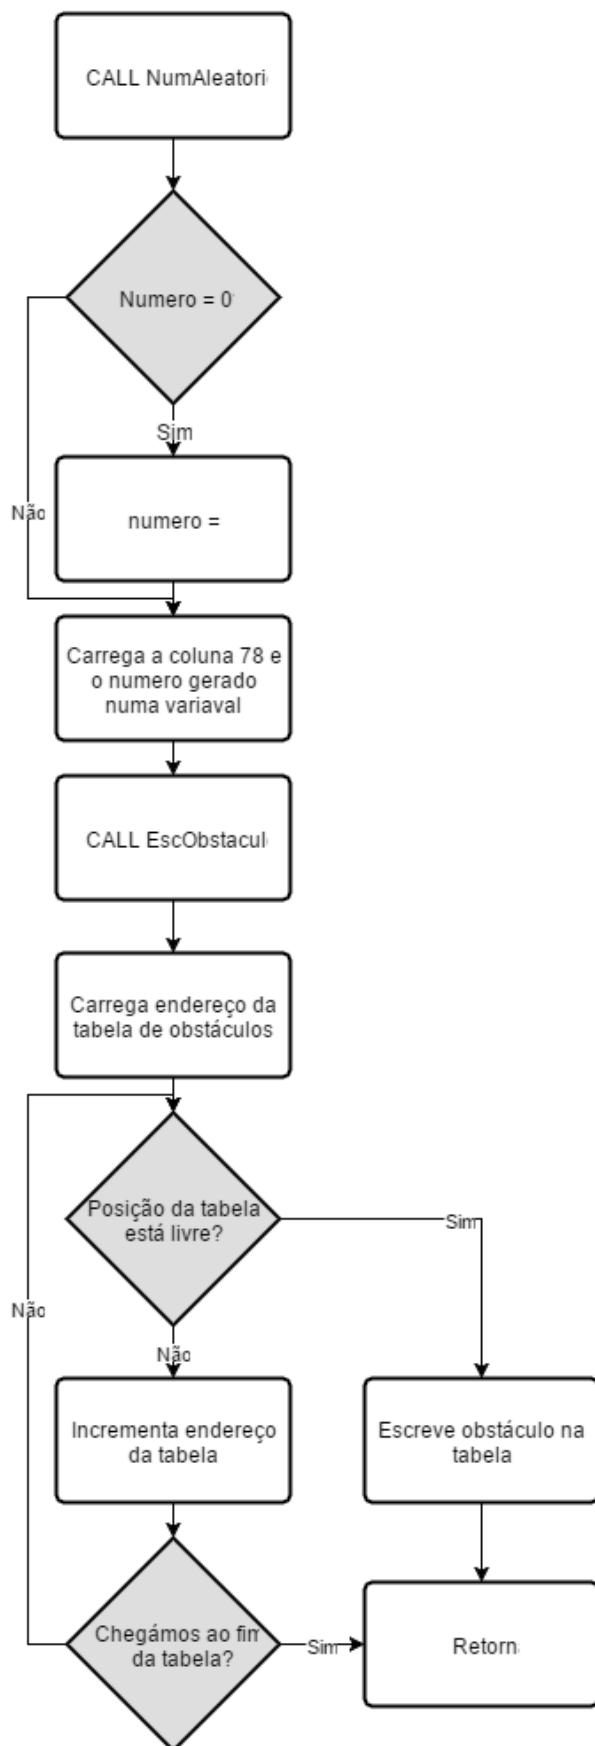 CALL NumAleatori
Numero = 0
Sim
Não
numero =
Carrega a coluna 78 e
o numero gerado
numa variaval
CALL EscObstacul
Carrega endereço da
tabela de obstáculos
Posição da tabela
está livre?
Sim
Não
Não
Incrementa endereço
da tabela
Escreve obstáculo na
tabela
Chegámos ao fim
da tabela?
Sim
Retorn